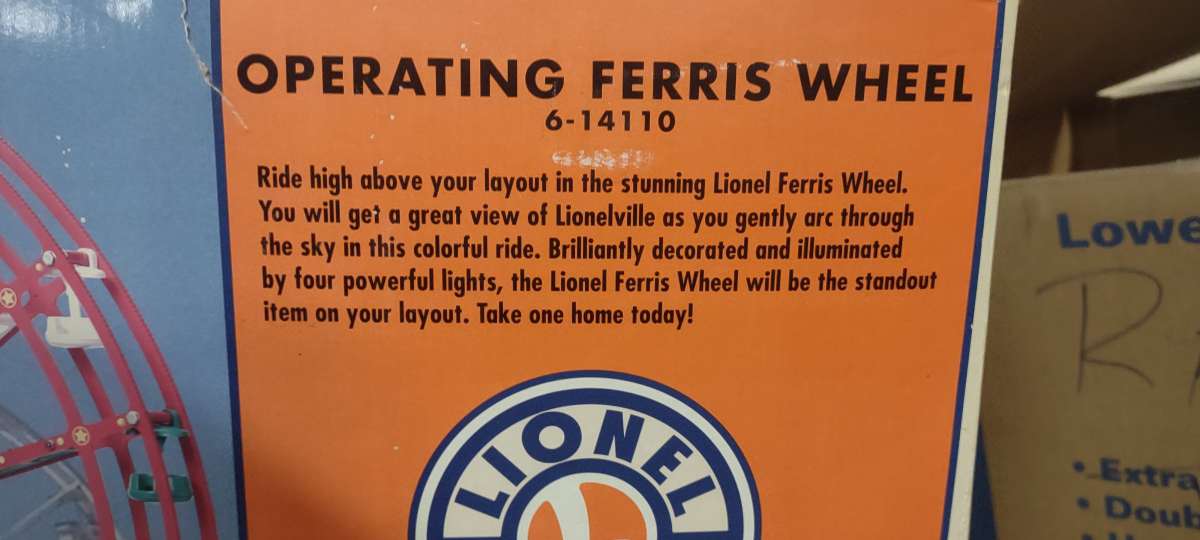 OPERATING FERRIS WHEEL
6-14110
Ride high above your layout in the stunning Lionel Ferris Wheel.
You will get a great view of Lionelville as you gently arc through
the sky in this colorful ride. Brilliantly decorated and illuminated
by four powerful lights, the Lionel Ferris Wheel will be the standout
item on your layout. Take one home today!
LIONEL
Lowe
R
• Extra
• Doub